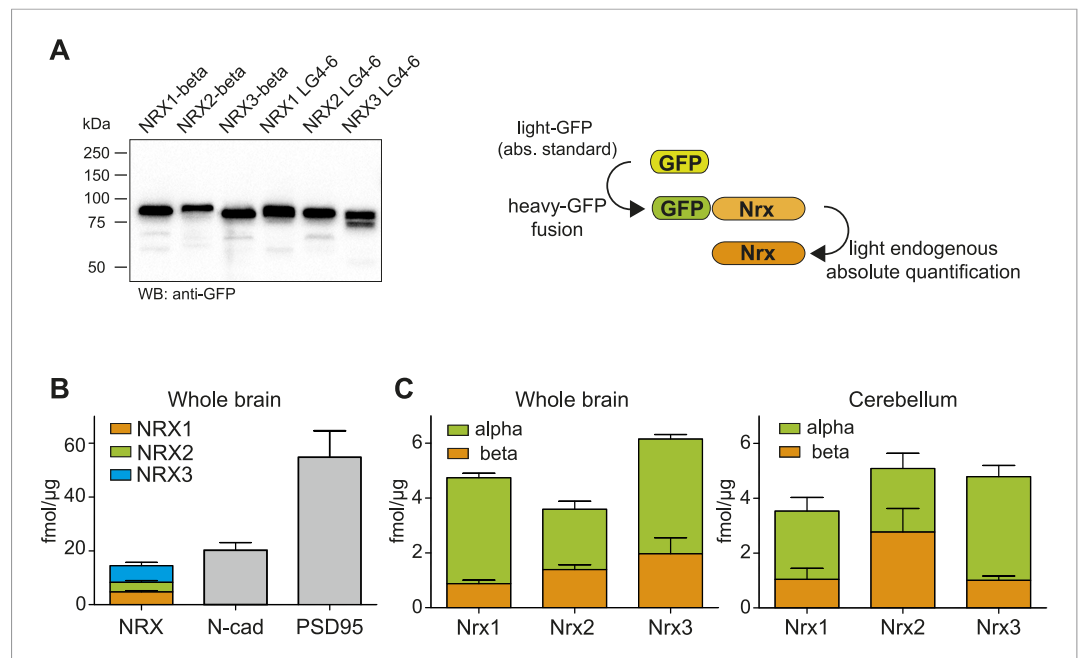 A
NRX1-beta
NRX2-beta
NRX3-beta
NRX1 LG4-6
NRX2 LG4-6
NRX3 LG4-6
kDa
250
150
100
75
50
WB: anti-GFP
light-GFP
(abs. standard)
GFP
heavy-GFP
fusion
GFP Nrx
Nrx
light endogenous
absolute quantification
B
Whole brain
NRX1
NRX2
NRX3
fmol/µg
60
40
20
0
NRX N-cad PSD95
C
Whole brain
alpha
beta
fmol/µg
6
4
2
0
Nrx1 Nrx2 Nrx3
Cerebellum
alpha
beta
fmol/µg
6
4
2
0
Nrx1 Nrx2 Nrx3